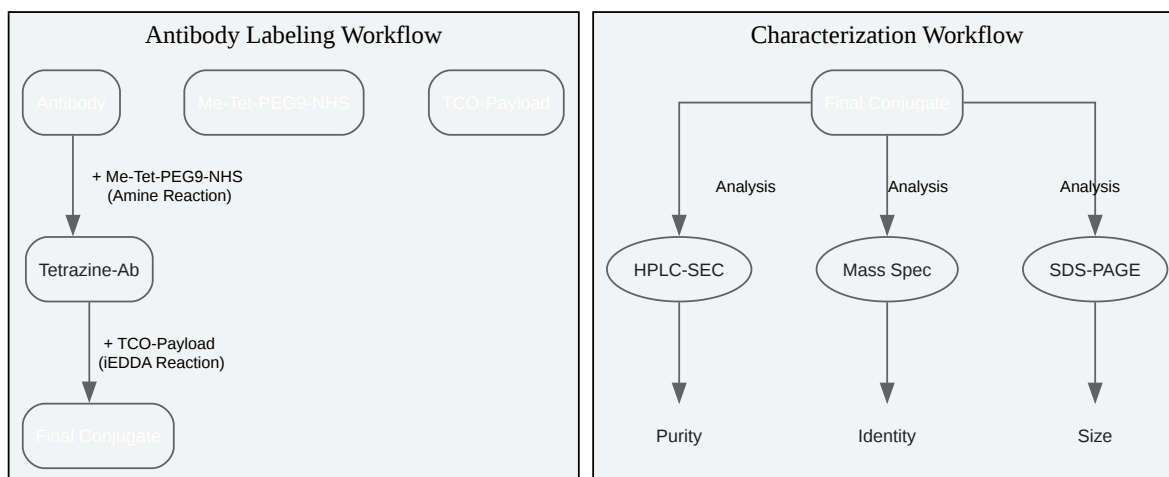 Antibody Labeling Workflow
Antibody
Me-Tet-PEG9-NHS
TCO-Payload
+ Me-Tet-PEG9-NHS
(Amine Reaction)
Tetrazine-Ab
+ TCO-Payload
(iEDDA Reaction)
Final Conjugate
Characterization Workflow
Final Conjugate
Analysis
Analysis
Analysis
HPLC-SEC
Mass Spec
SDS-PAGE
Purity
Identity
Size